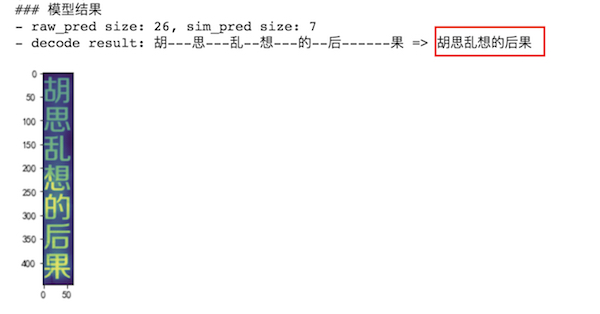 ### 模型结果
- raw_pred size: 26, sim_pred size: 7
- decode result: 胡---思---乱--想---的--后------果 => 胡思乱想的后果
0
50
100
150
200
250
300
350
400
胡
思
乱
想
的
后
果
0 50